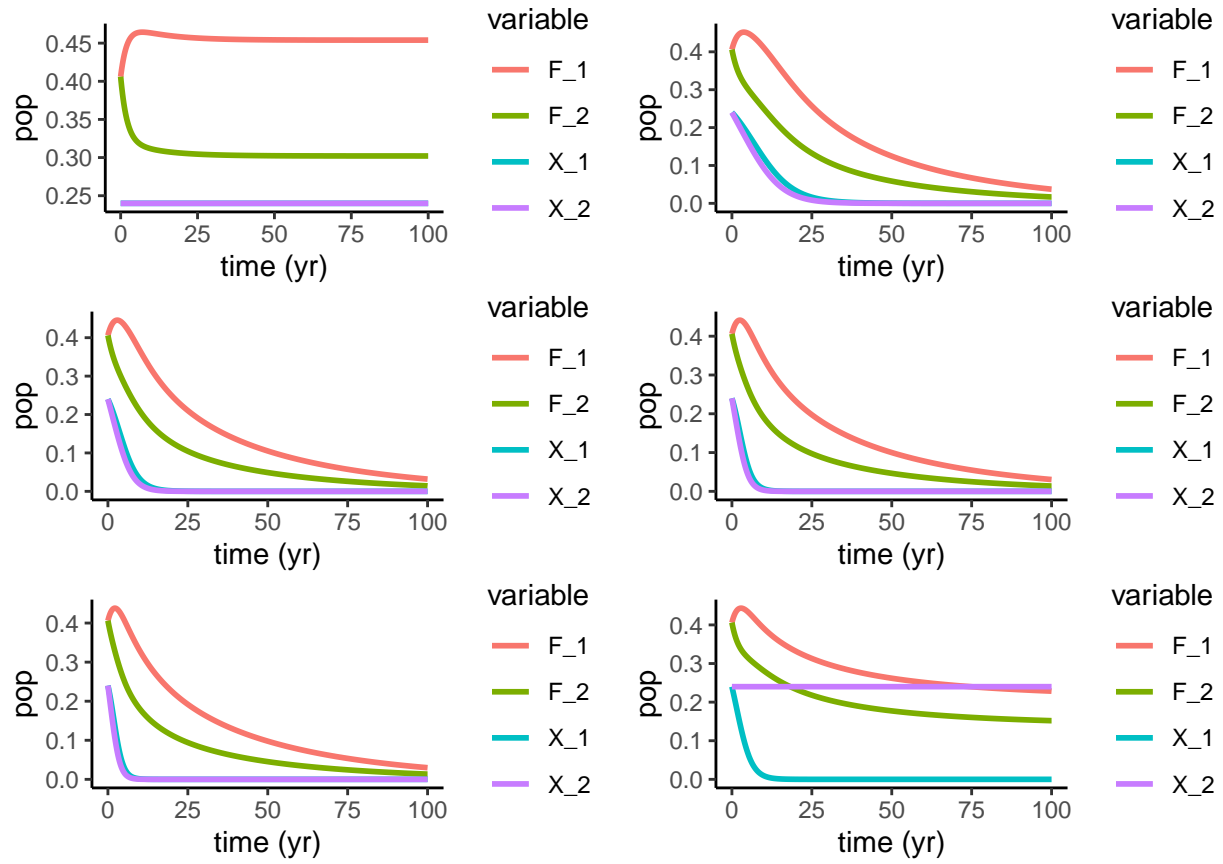 variable
0.45
0.40
0.35
0.30
0.25
pop
F_1
F_2
X_1
X_2
0 25 50 75 100
time (yr)
variable
0.4
0.3
0.2
0.1
0.0
pop
F_1
F_2
X_1
X_2
0 25 50 75 100
time (yr)
variable
0.4
0.3
0.2
0.1
0.0
pop
F_1
F_2
X_1
X_2
0 25 50 75 100
time (yr)
variable
0.4
0.3
0.2
0.1
0.0
pop
F_1
F_2
X_1
X_2
0 25 50 75 100
time (yr)
variable
0.4
0.3
0.2
0.1
0.0
pop
F_1
F_2
X_1
X_2
0 25 50 75 100
time (yr)
variable
0.4
0.3
0.2
0.1
0.0
pop
F_1
F_2
X_1
X_2
0 25 50 75 100
time (yr)